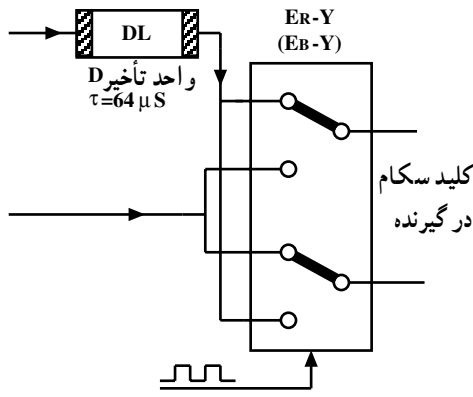 DL
ER-Y
(EB-Y)
واحد تأخیر D
τ=64 μS
کلید سکام
در گیرنده